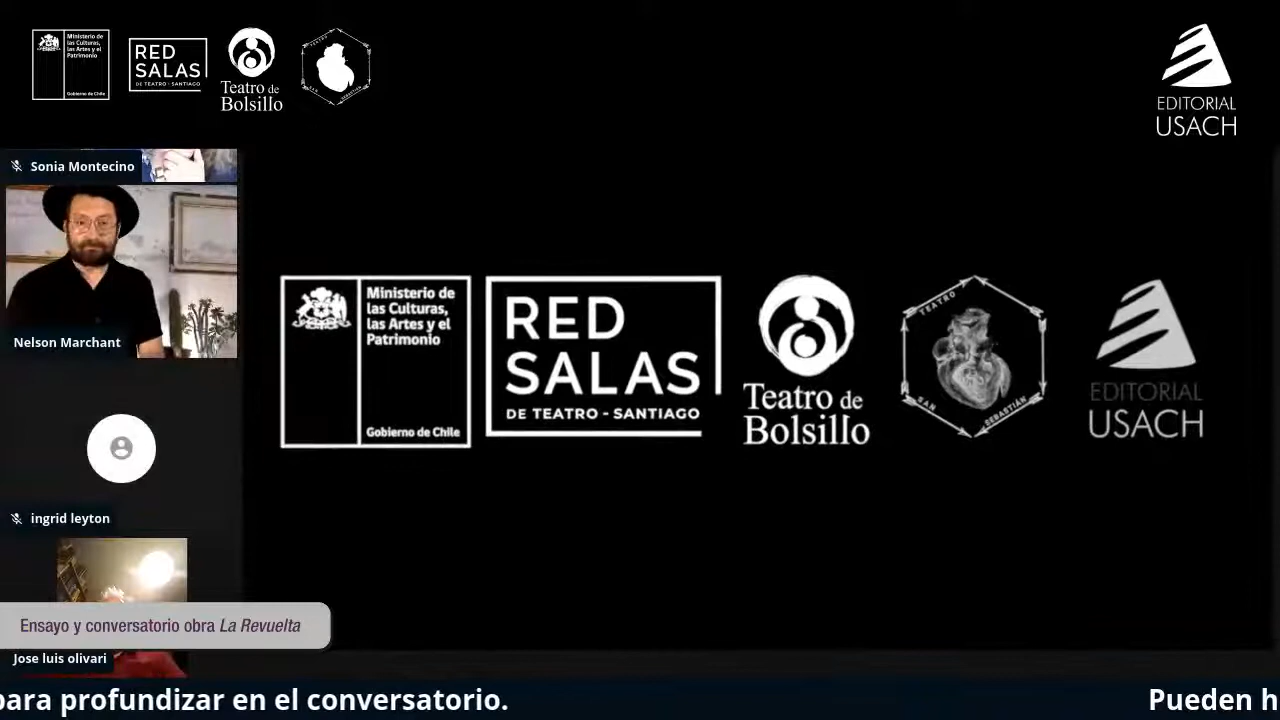 Ministerio de
las Culturas,
las Artes y el
Patrimonio
Gobierno de Chile
RED
SALAS
DE TEATRO - SANTIAGO
Teatro de
Bolsillo
TEATRO
SAN
SEBASTIÁN
EDITORIAL
USACH
Sonia Montecino
Nelson Marchant
Ministerio de
las Culturas,
las Artes y el
Patrimonio
Gobierno de Chile
RED
SALAS
DE TEATRO - SANTIAGO
Teatro de
Bolsillo
TEATRO
SAN
SEBASTIÁN
EDITORIAL
USACH
ingrid leyton
Ensayo y conversatorio obra La Revuelta
Jose luis olivari
para profundizar en el conversatorio.
Pueden h